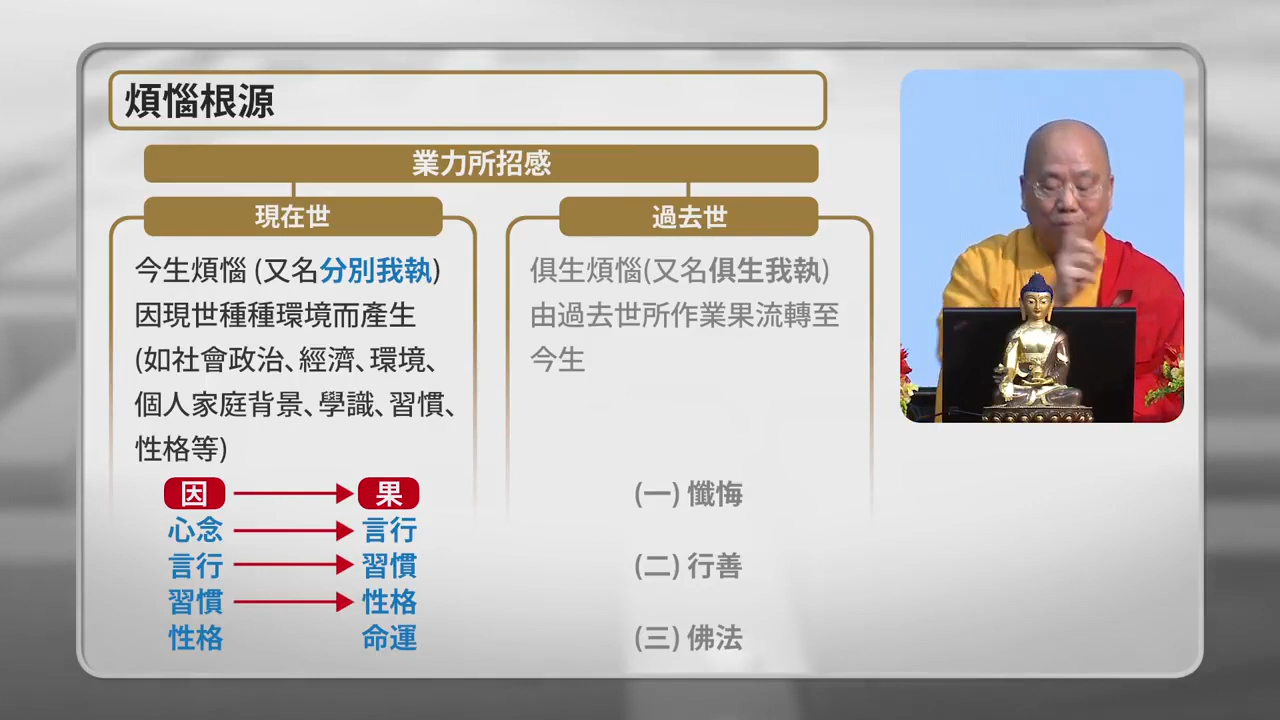 煩惱根源
業力所招感
現在世
今生煩惱 (又名分別我執)
因現世種種環境而產生
(如社會政治、經濟、環境、
個人家庭背景、學識、習慣、
性格等)
因 果
心念 言行
言行 習慣
習慣 性格
性格 命運
過去世
俱生煩惱(又名俱生我執)
由過去世所作業果流轉至
今生
(一) 懺悔
(二) 行善
(三) 佛法